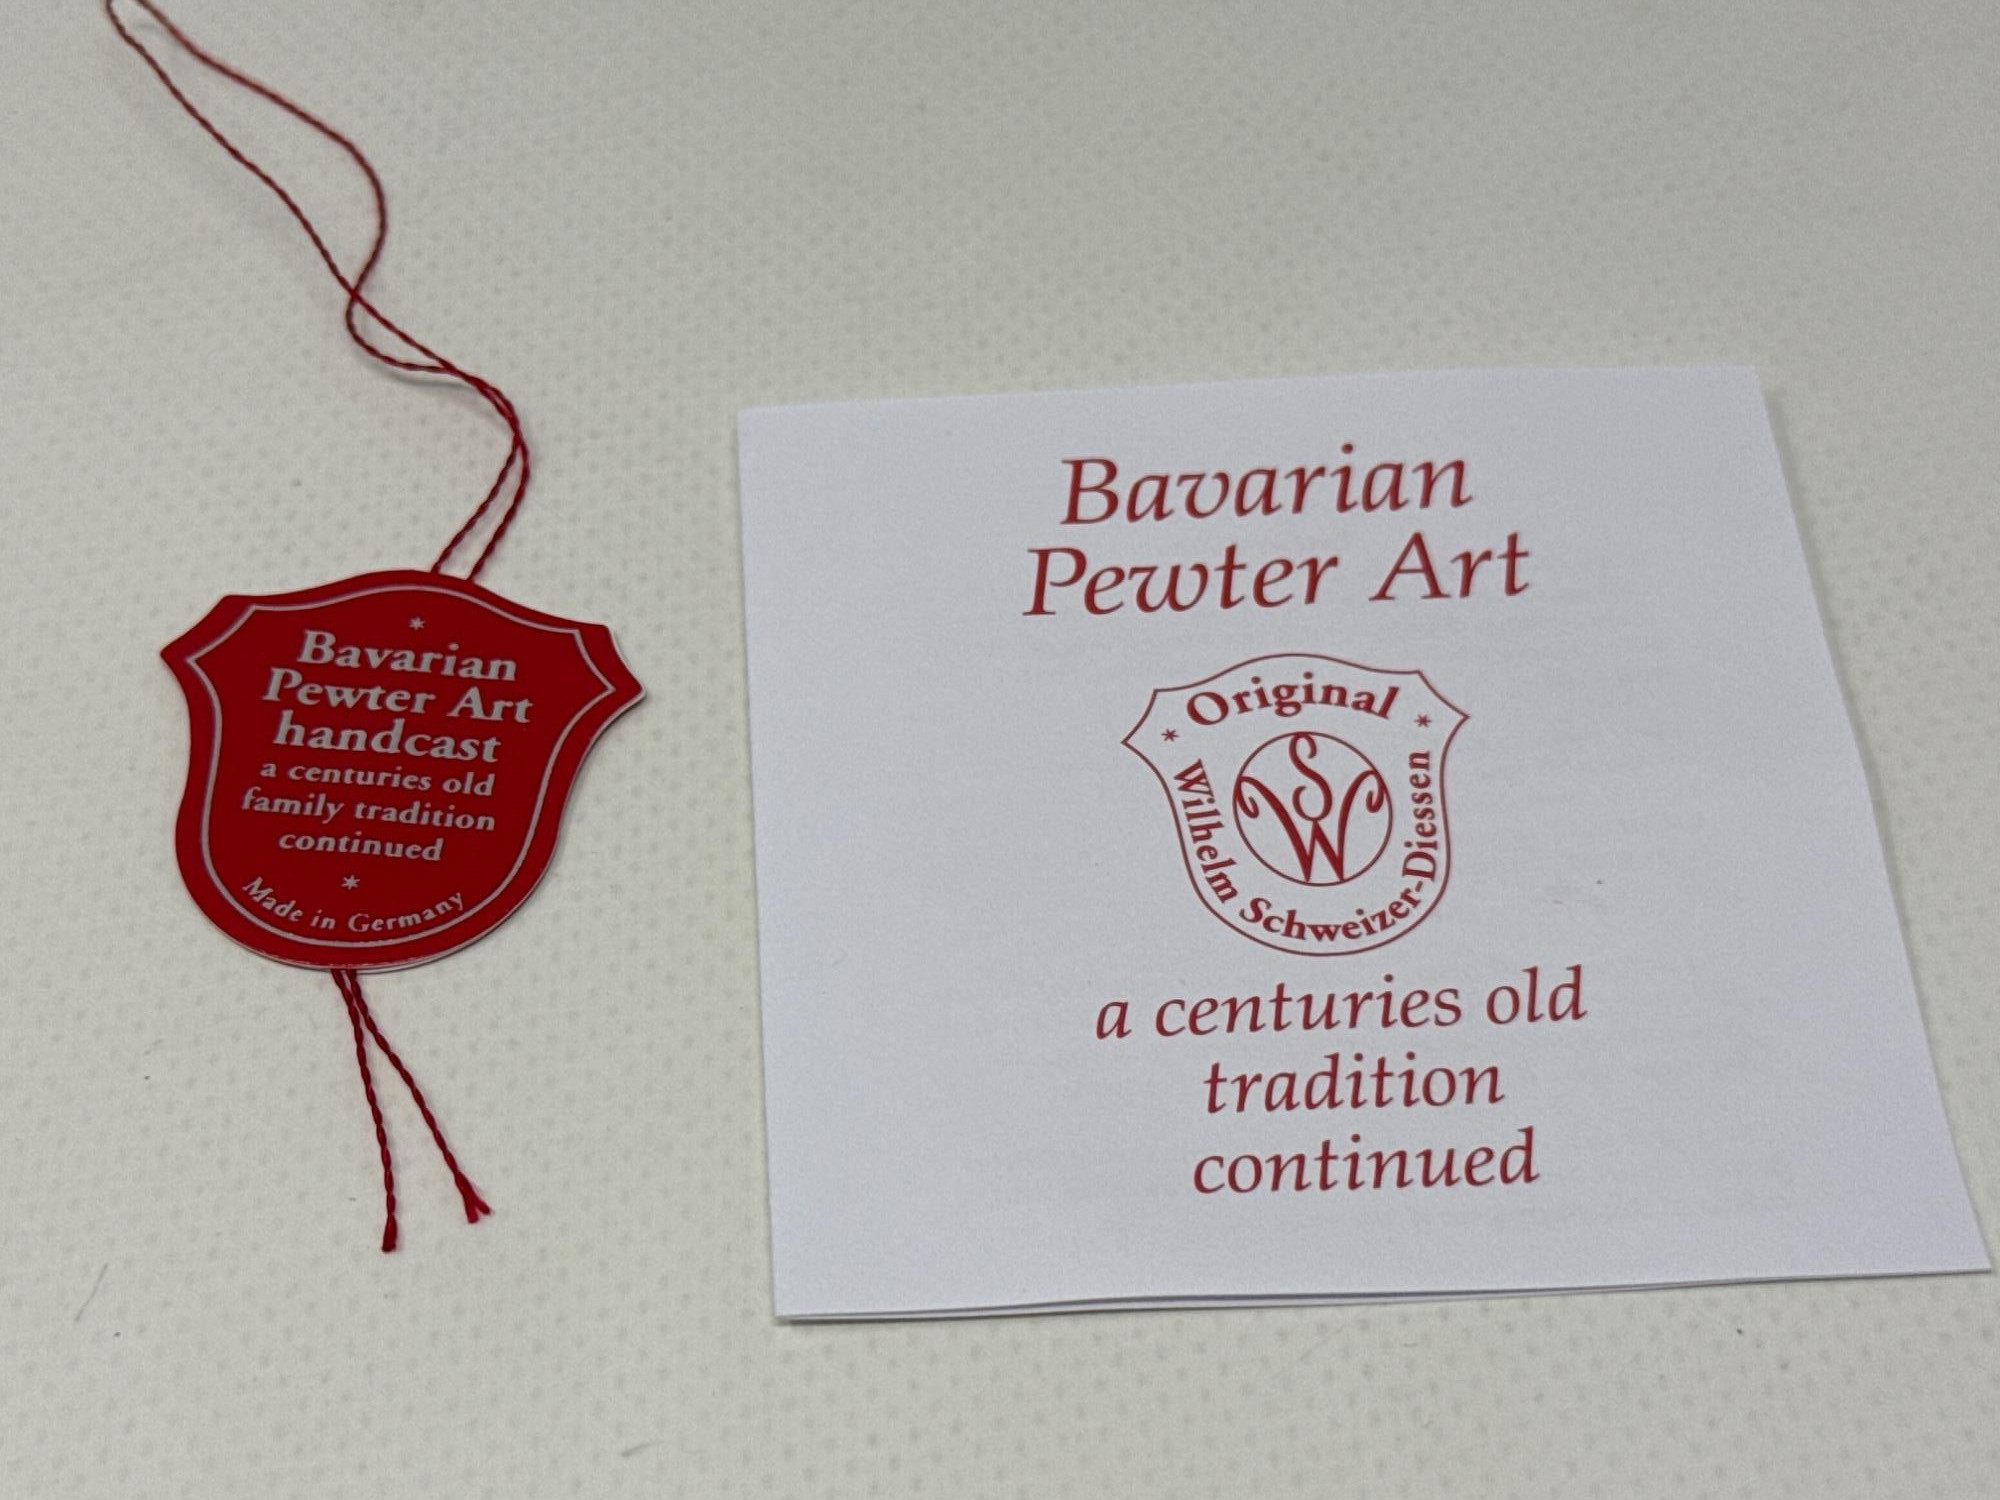 *
Bavarian
Pewter Art
handcast
a centuries old
family tradition
continued
*
Made in Germany
Bavarian
Pewter Art
* Original *
SW
Wilhelm Schweizer-Diessen
a centuries old
tradition
continued